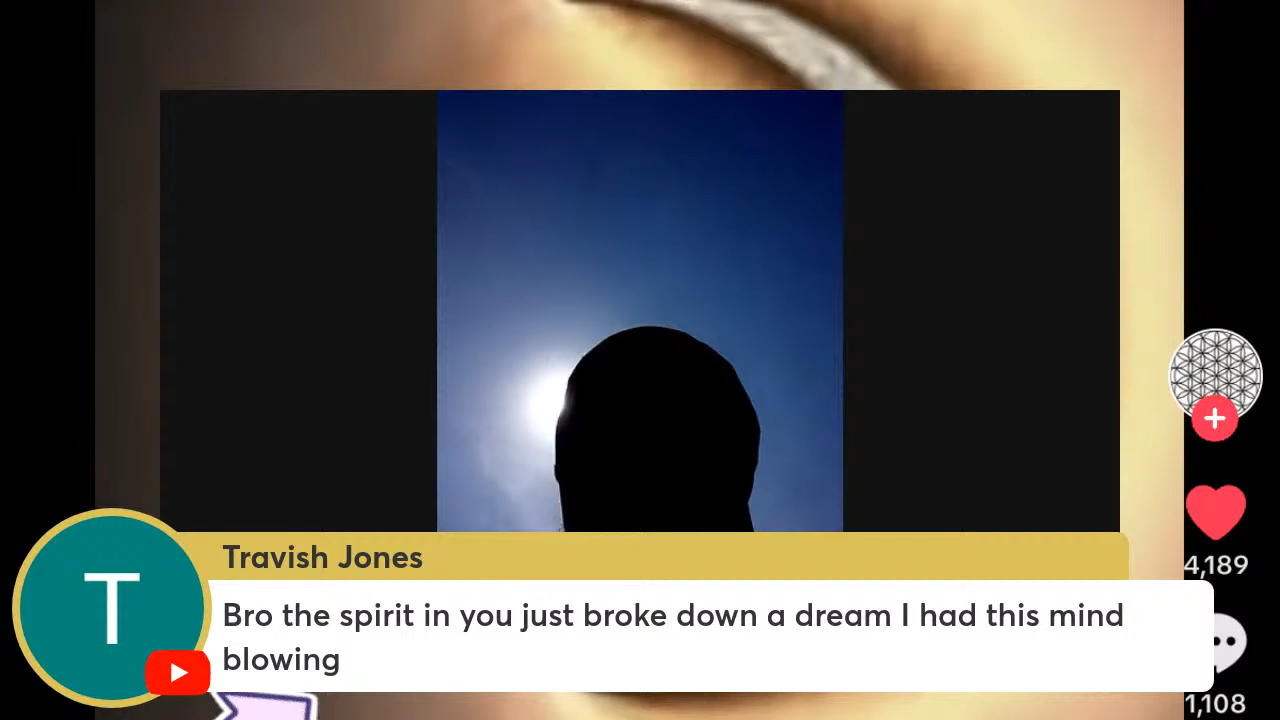 4,189
T
Travish Jones
Bro the spirit in you just broke down a dream I had this mind
blowing
1,108